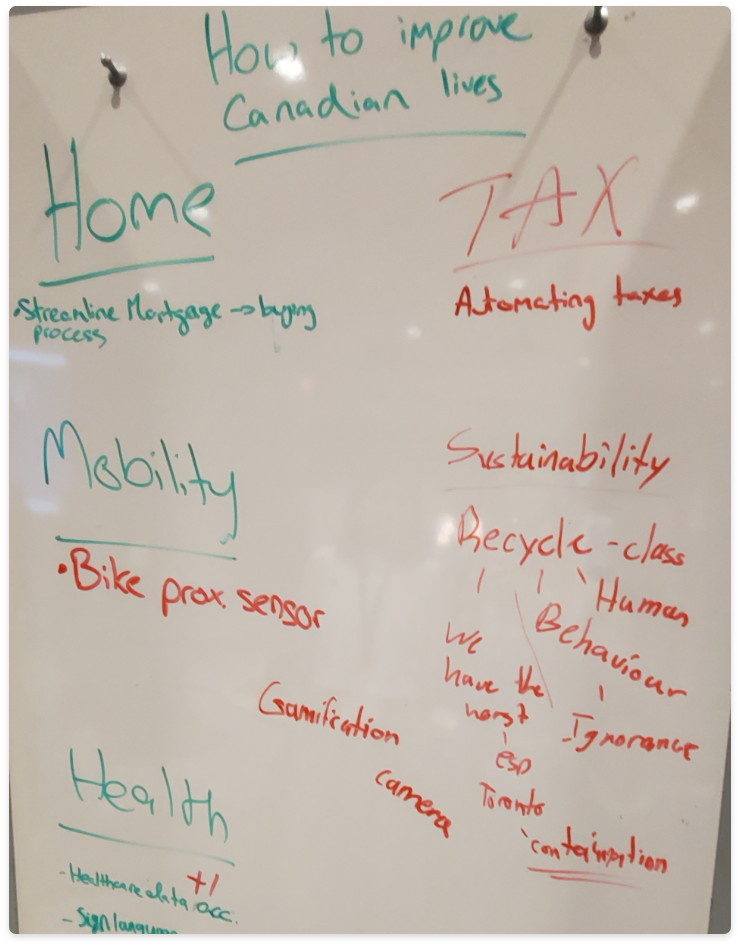 How to improve
Canadian lives
Home
• Streamline Mortgage -> buying
process
TAX
Automating taxes
Mobility
• Bike prox. sensor
Sustainability
Recycle - class
Human
Behaviour
Ignorance
We
have the
worst
esp
Toronto
contamination
Gamification
camera
Health
- Healthcare data acc.
+1
- Sign language